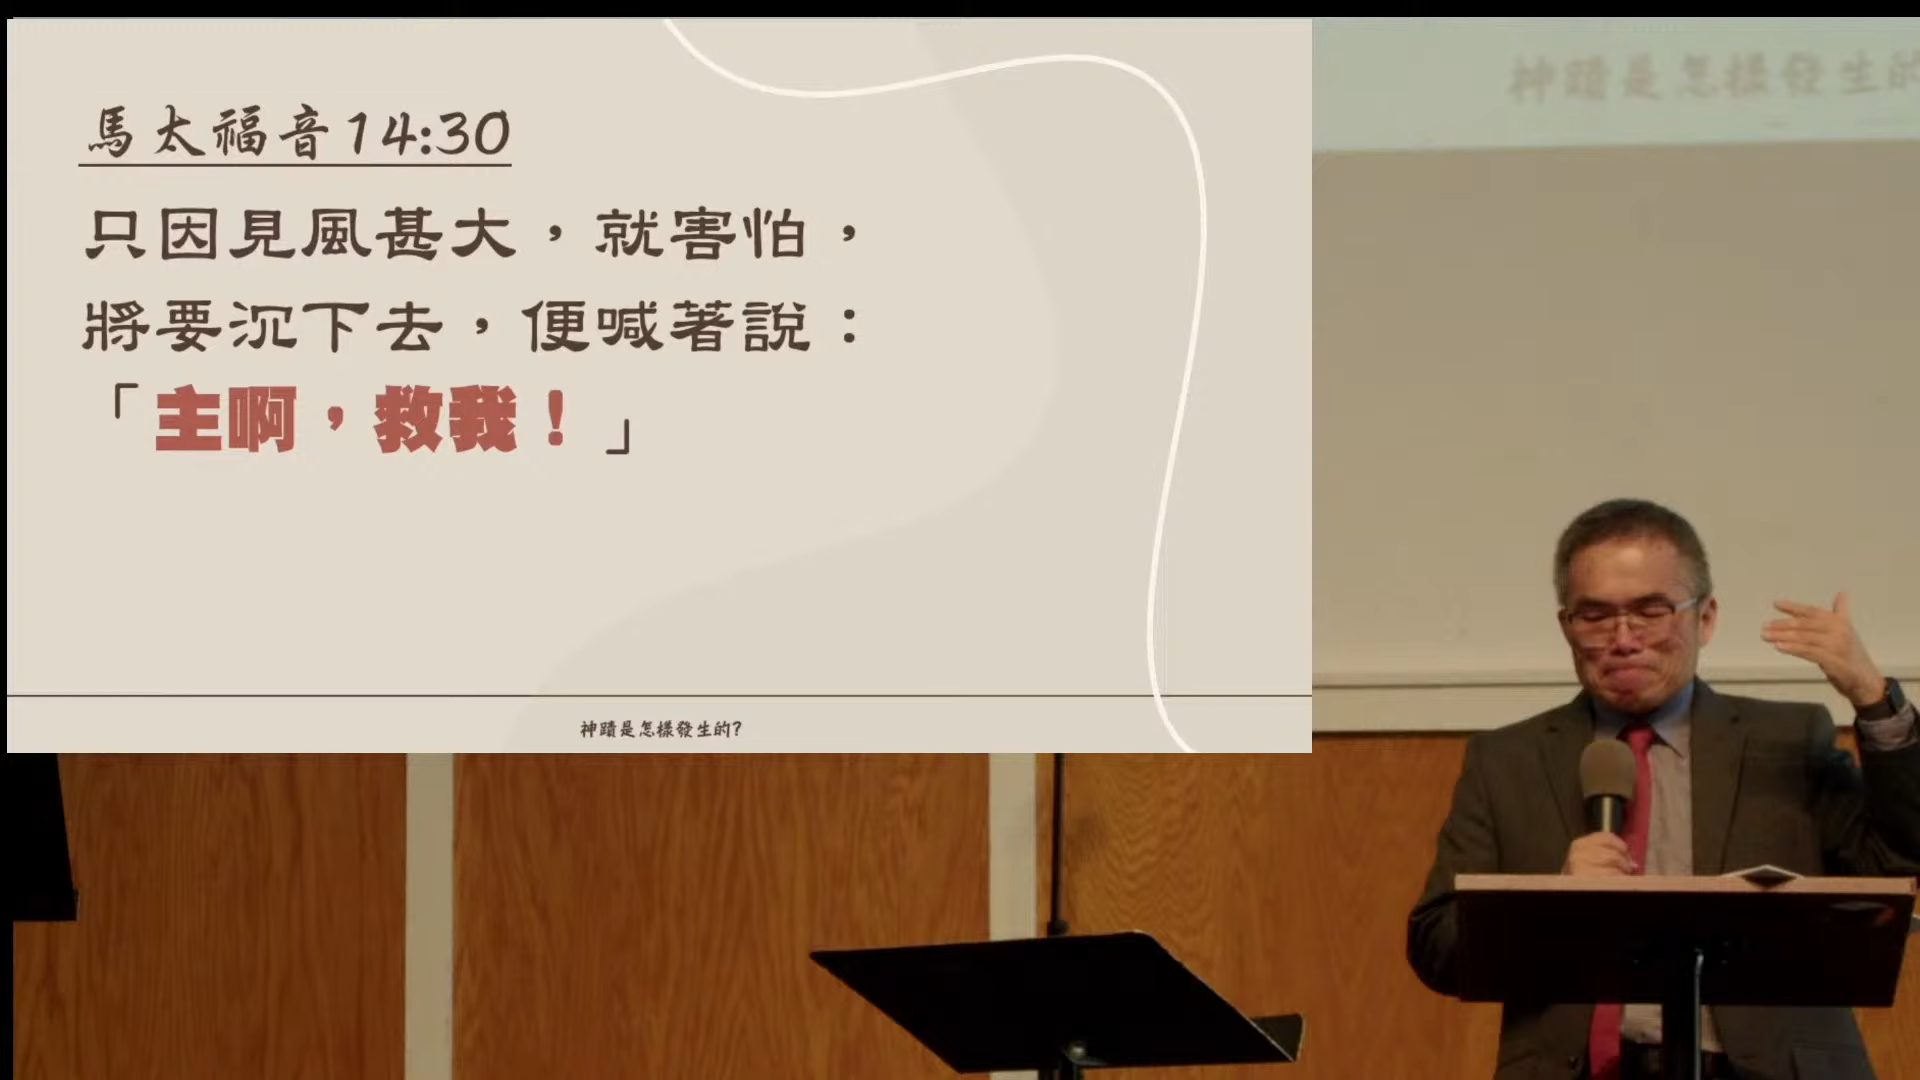 馬太福音14:30
只因見風甚大，就害怕，
將要沉下去，便喊著說：
「主啊，救我！」
神蹟是怎樣發生的?
神蹟是怎樣發生的